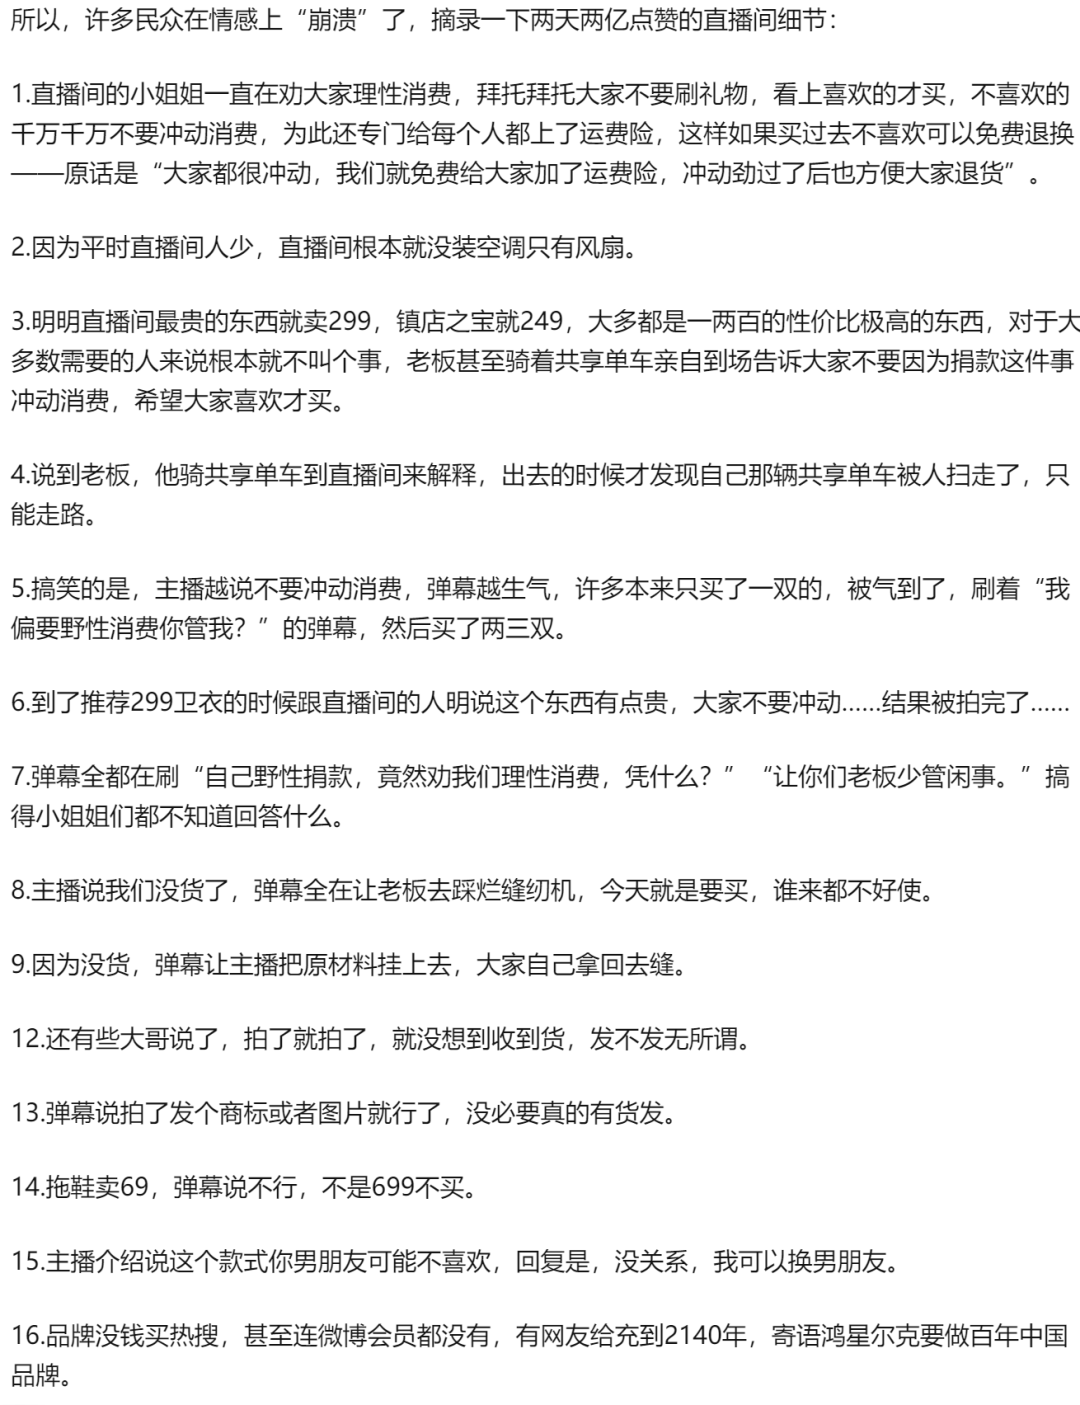 所以，许多民众在情感上“崩溃”了，摘录一下两天两亿点赞的直播间细节：
1.直播间的小姐姐一直在劝大家理性消费，拜托拜托大家不要刷礼物，看上喜欢的才买，不喜欢的
千万千万不要冲动消费，为此还专门给每个人都上了运费险，这样如果买过去不喜欢可以免费退换
——原话是“大家都很冲动，我们就免费给大家加了运费险，冲动劲过了后也方便大家退货”。
2.因为平时直播间人少，直播间根本就没装空调只有风扇。
3.明明直播间最贵的东西就卖299，镇店之宝就249，大多都是一两百的性价比极高的东西，对于大
多数需要的人来说根本就不叫个事，老板甚至骑着共享单车亲自到场告诉大家不要因为捐款这件事
冲动消费，希望大家喜欢才买。
4.说到老板，他骑共享单车到直播间来解释，出去的时候才发现自己那辆共享单车被人扫走了，只
能走路。
5.搞笑的是，主播越说不要冲动消费，弹幕越生气，许多本来只买了一双的，被气到了，刷着“我
偏要野性消费你管我？”的弹幕，然后买了两三双。
6.到了推荐299卫衣的时候跟直播间的人明说这个东西有点贵，大家不要冲动……结果被拍完了……
7.弹幕全都在刷“自己野性捐款，竟然劝我们理性消费，凭什么？”“让你们老板少管闲事。”搞
得小姐姐们都不知道回答什么。
8.主播说我们没货了，弹幕全在让老板去踩烂缝纫机，今天就是要买，谁来都不好使。
9.因为没货，弹幕让主播把原材料挂上去，大家自己拿回去缝。
12.还有些大哥说了，拍了就拍了，就没想到收到货，发不发无所谓。
13.弹幕说拍了发个商标或者图片就行了，没必要真的有货发。
14.拖鞋卖69，弹幕说不行，不是699不买。
15.主播介绍说这个款式你男朋友可能不喜欢，回复是，没关系，我可以换男朋友。
16.品牌没钱买热搜，甚至连微博会员都没有，有网友给充到2140年，寄语鸿星尔克要做百年中国
品牌。